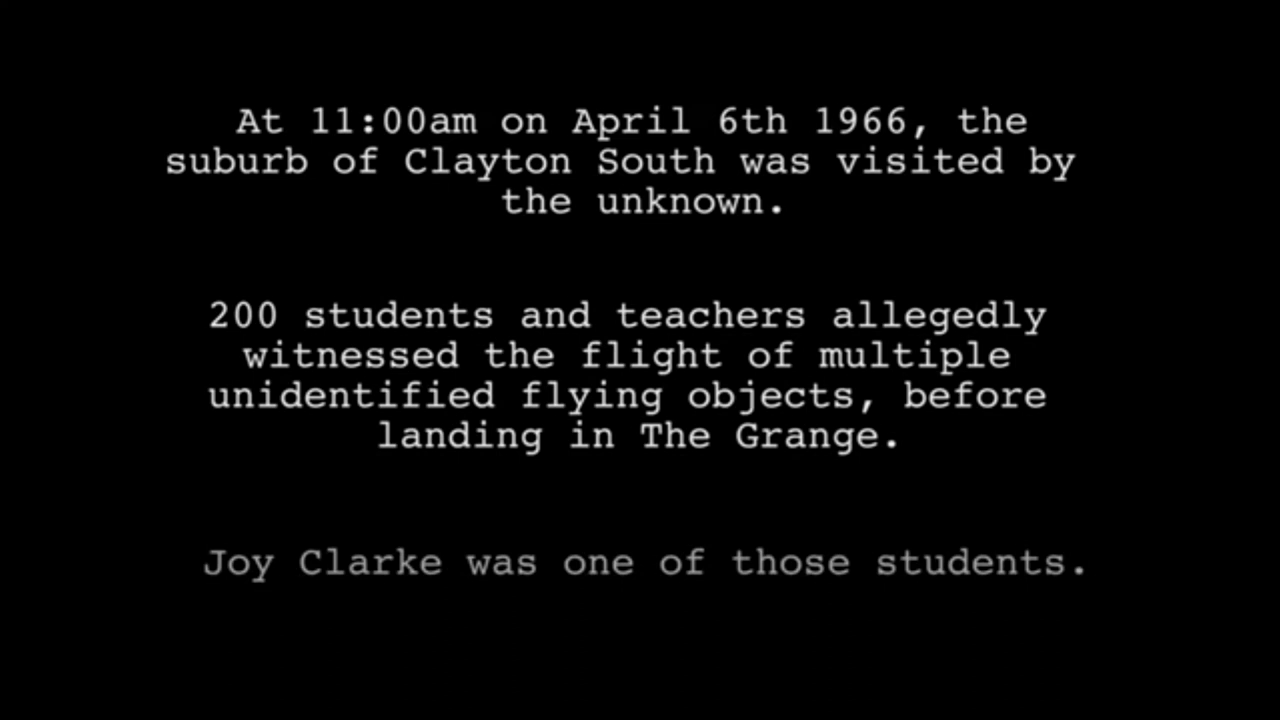 At 11:00am on April 6th 1966, the
suburb of Clayton South was visited by
the unknown.
200 students and teachers allegedly
witnessed the flight of multiple
unidentified flying objects, before
landing in The Grange.
Joy Clarke was one of those students.